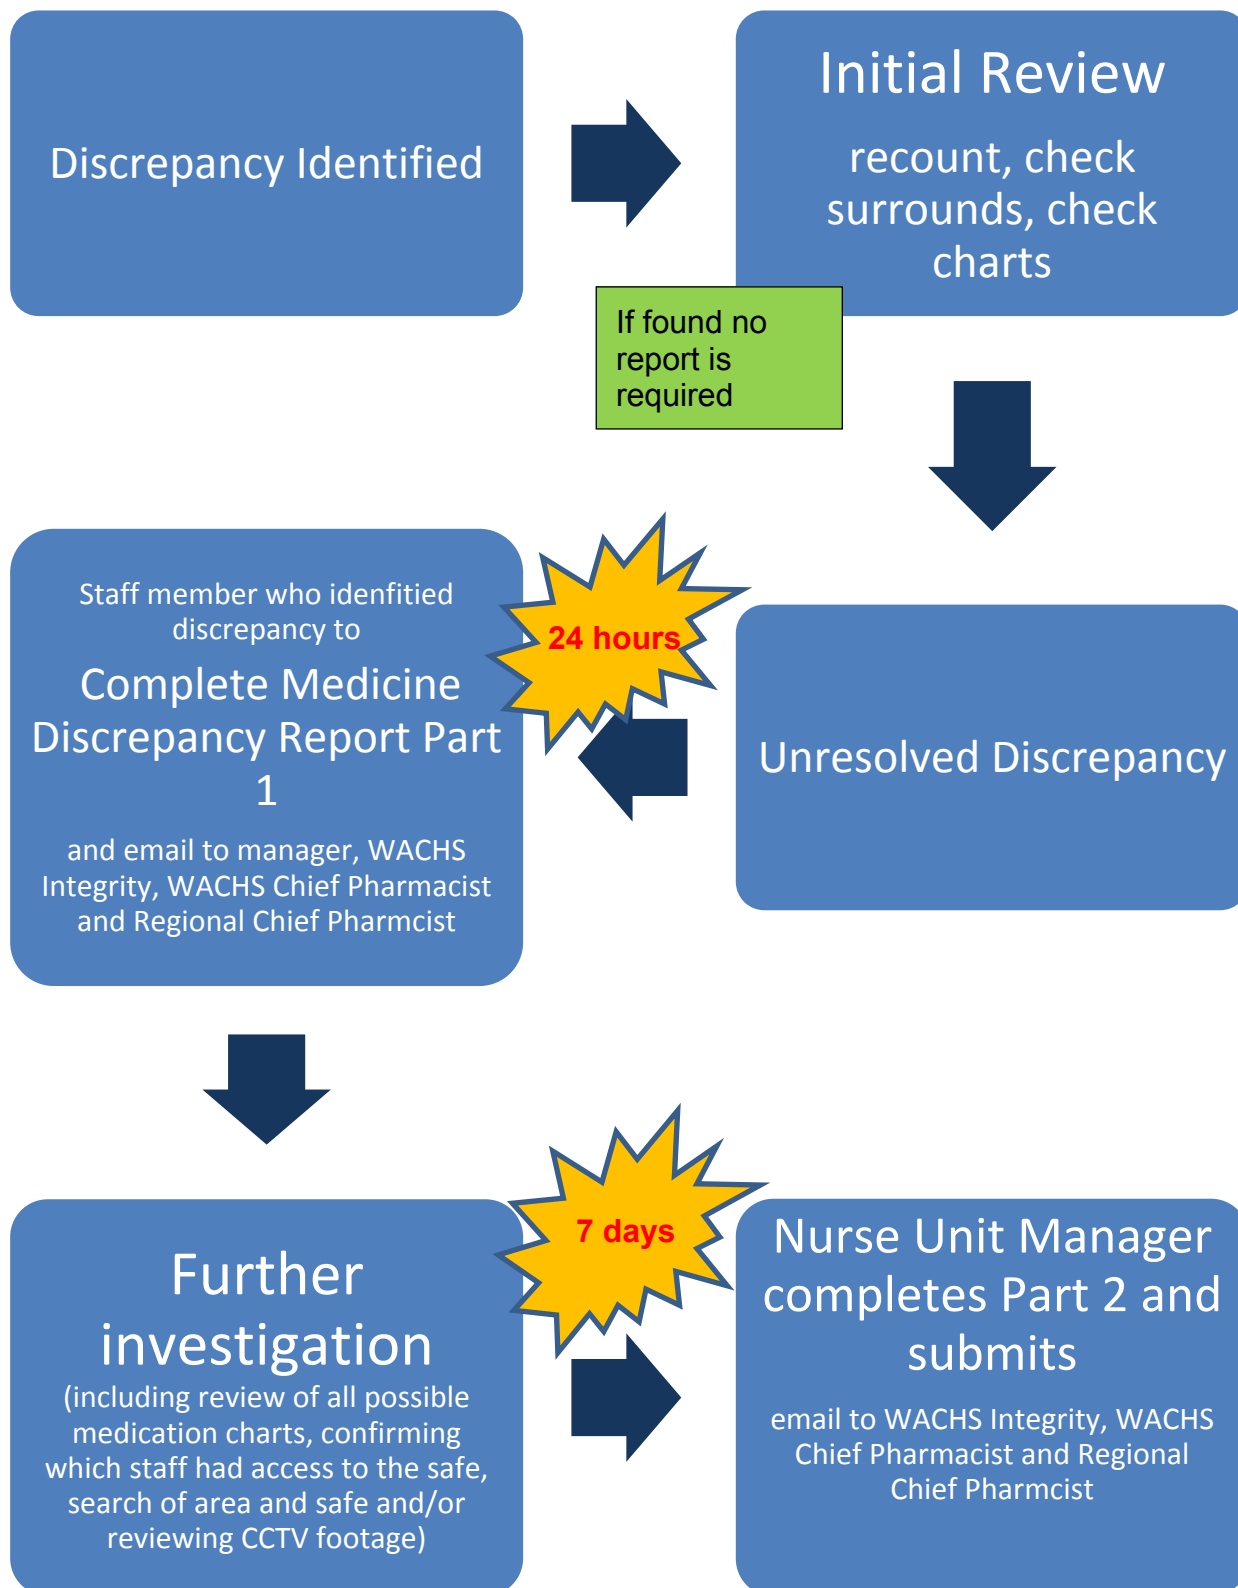 Discrepancy Identified
Initial Review
recount, check
surrounds, check
charts
If found no
report is
required
Unresolved Discrepancy
24 hours
Staff member who idenfitied
discrepancy to
Complete Medicine
Discrepancy Report Part
1
and email to manager, WACHS
Integrity, WACHS Chief Pharmacist
and Regional Chief Pharmcist
Further
investigation
(including review of all possible
medication charts, confirming
which staff had access to the safe,
search of area and safe and/or
reviewing CCTV footage)
7 days
Nurse Unit Manager
completes Part 2 and
submits
email to WACHS Integrity, WACHS
Chief Pharmacist and Regional
Chief Pharmcist